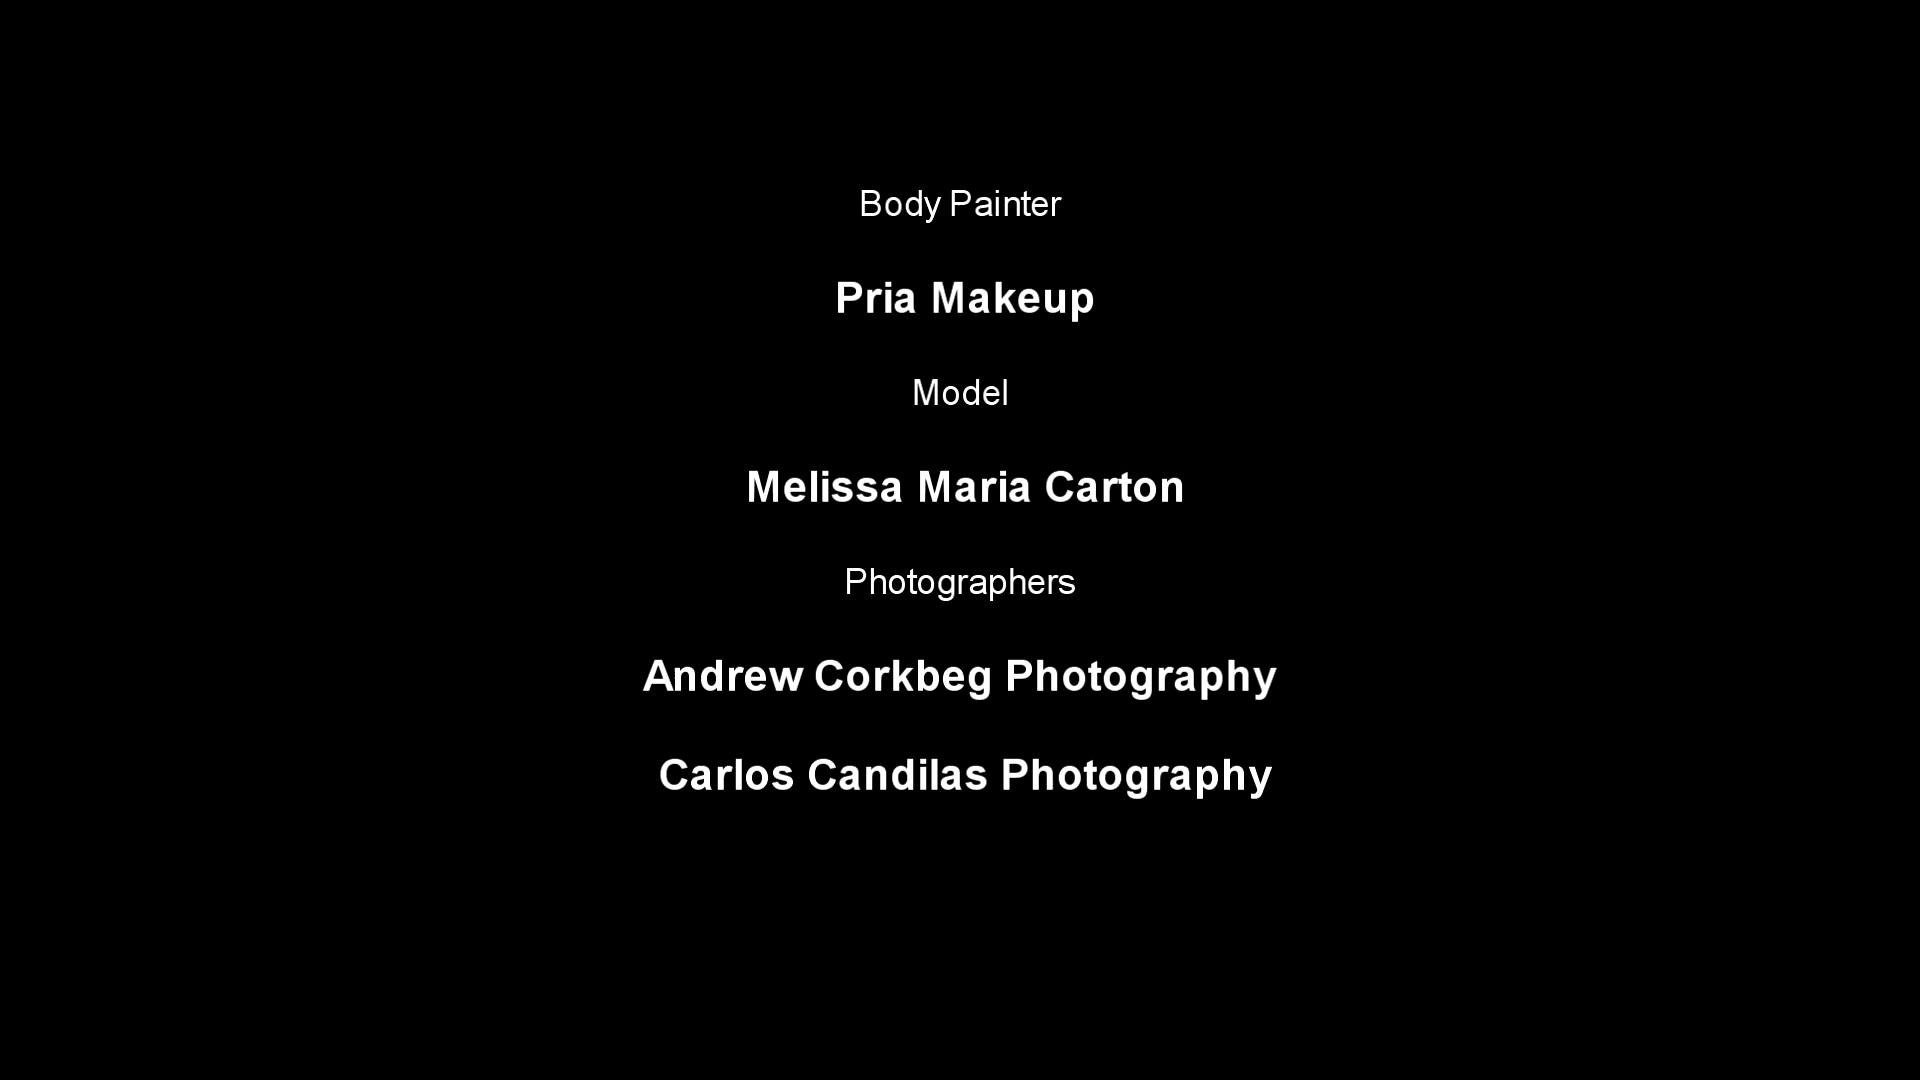 Body Painter
Pria Makeup
Model
Melissa Maria Carton
Photographers
Andrew Corkbeg Photography
Carlos Candilas Photography